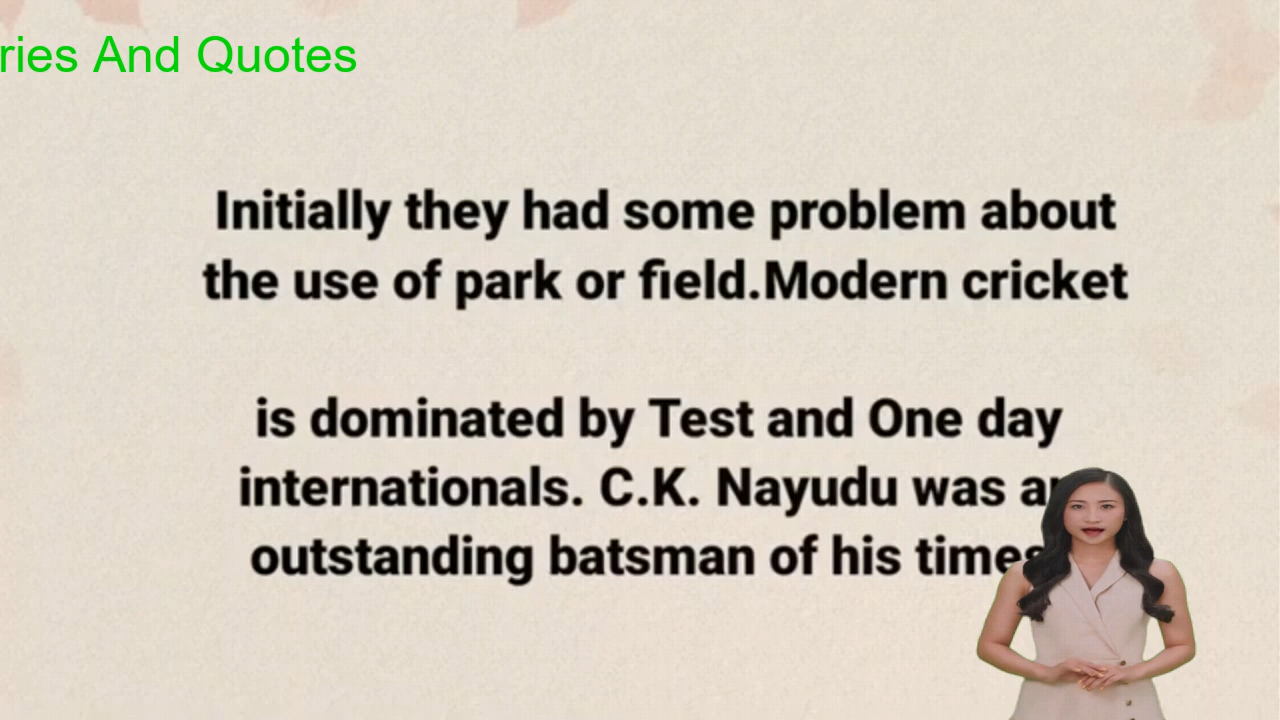 ries And Quotes
Initially they had some problem about
the use of park or field.Modern cricket
is dominated by Test and One day
internationals. C.K. Nayudu was
outstanding batsman of his times